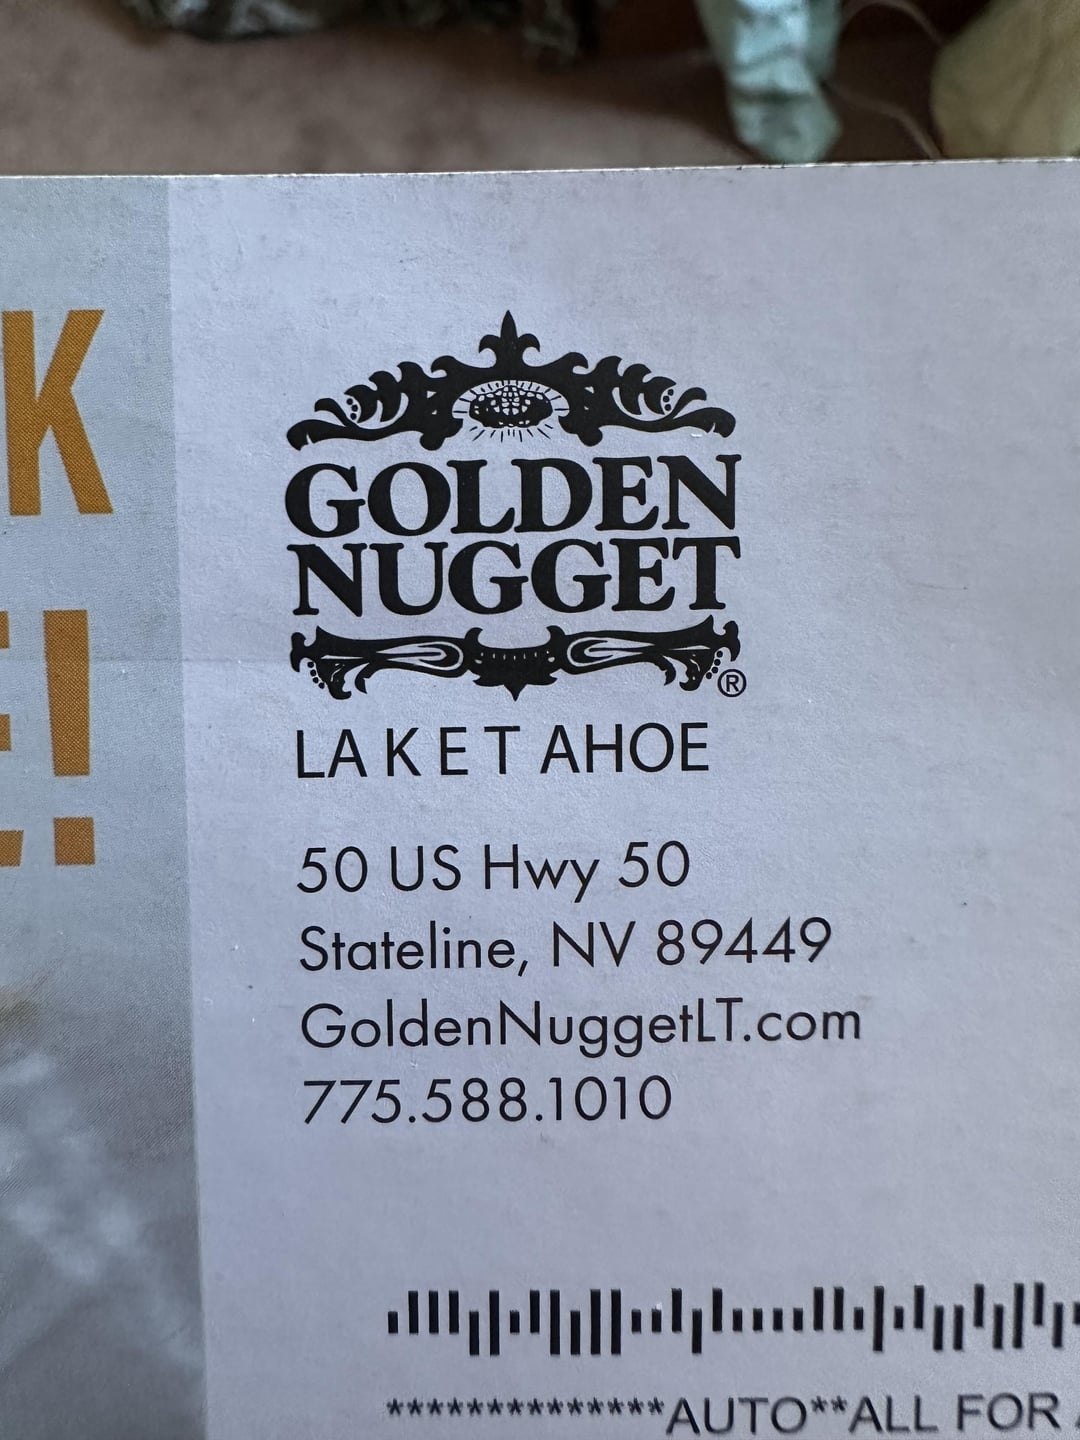 K
!
GOLDEN
NUGGET
®
LAKE TAHOE
50 US Hwy 50
Stateline, NV 89449
GoldenNuggetLT.com
775.588.1010
**************AUTO**ALL FOR